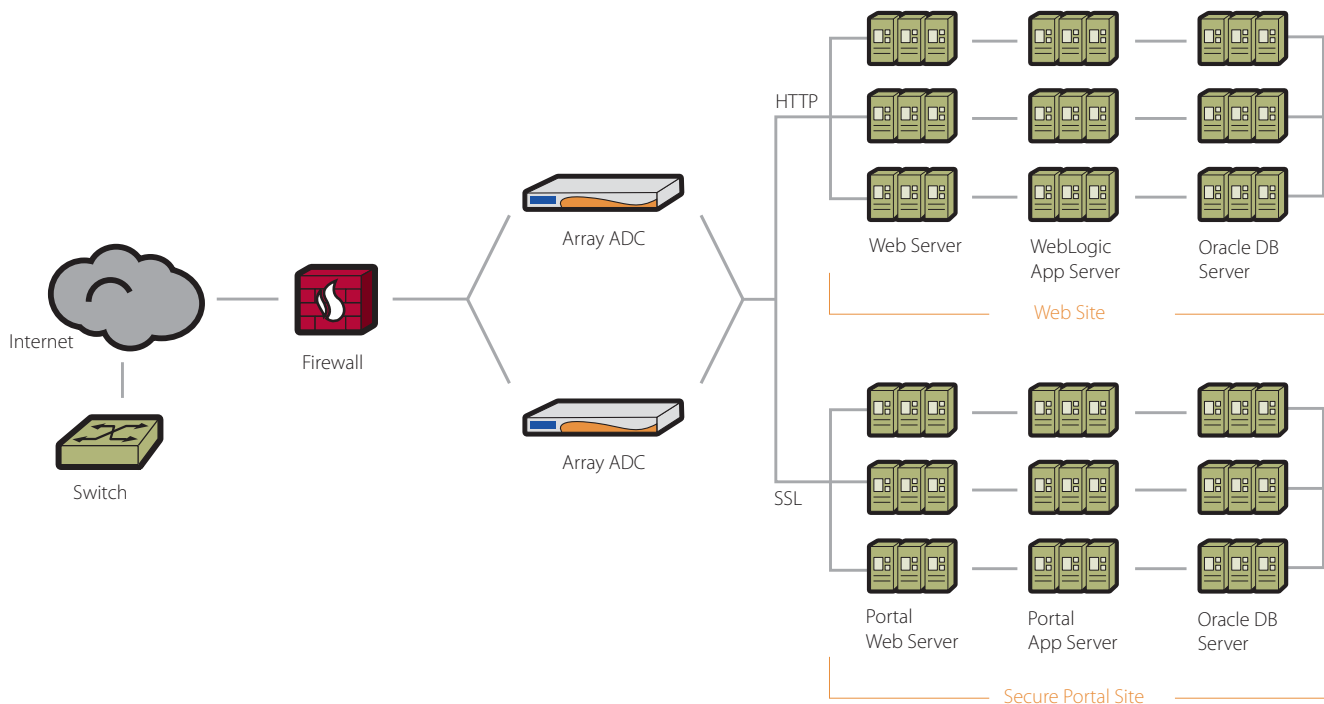 Internet
Switch
Firewall
Array ADC
Array ADC
HTTP
SSL
Web Server
WebLogic
App Server
Oracle DB
Server
Web Site
Portal
Web Server
Portal
App Server
Oracle DB
Server
Secure Portal Site